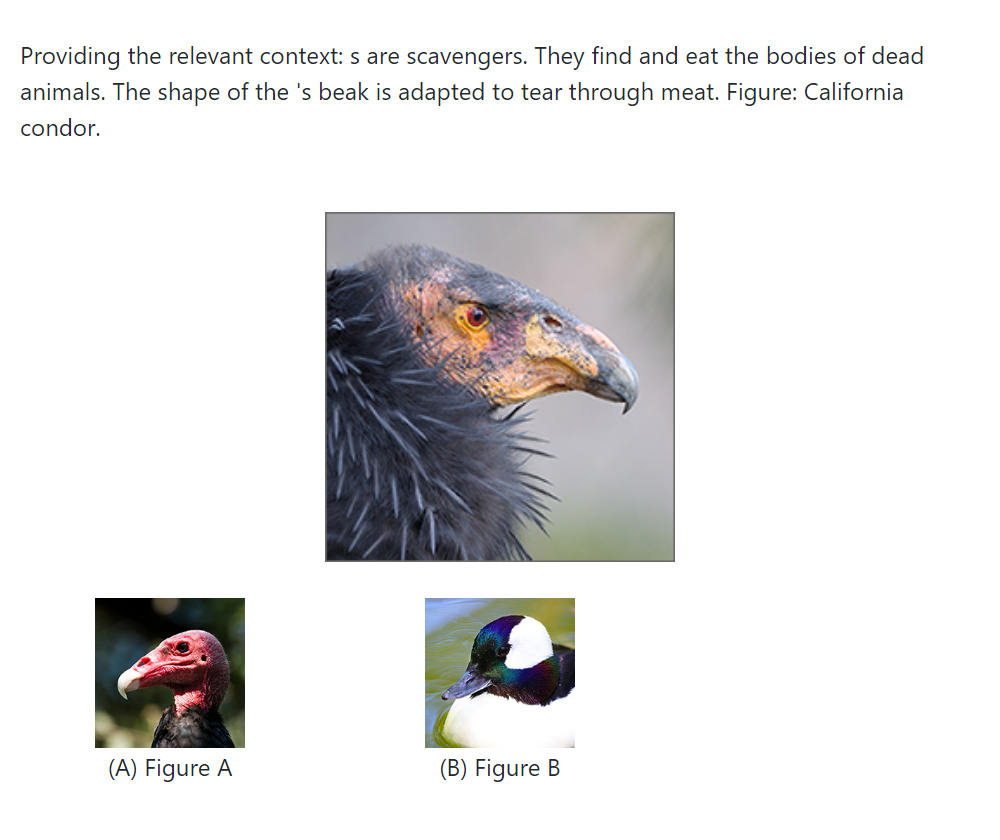 Providing the relevant context: s are scavengers. They find and eat the bodies of dead
animals. The shape of the 's beak is adapted to tear through meat. Figure: California
condor.
(A) Figure A
(B) Figure B